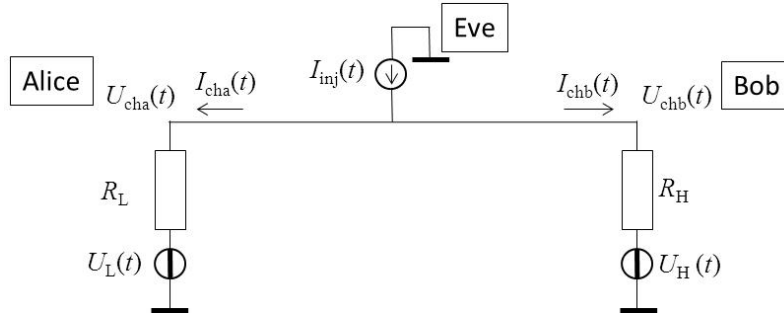 Eve
Alice
I_inj(t)
I_cha(t)
I_chb(t)
U_cha(t)
U_chb(t)
Bob
R_L
R_H
U_L(t)
U_H(t)